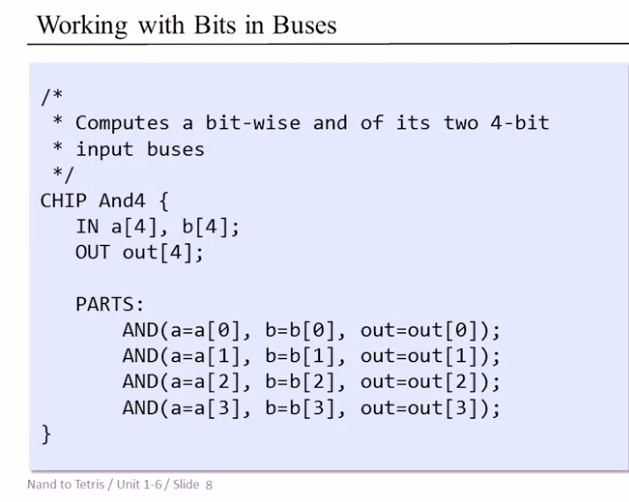 Working with Bits in Buses
/*
 * Computes a bit-wise and of its two 4-bit
 * input buses
 */
CHIP And4 {
   IN a[4], b[4];
   OUT out[4];
   PARTS:
       AND(a=a[0], b=b[0], out=out[0]);
       AND(a=a[1], b=b[1], out=out[1]);
       AND(a=a[2], b=b[2], out=out[2]);
       AND(a=a[3], b=b[3], out=out[3]);
}
Nand to Tetris / Unit 1-6 / Slide 8